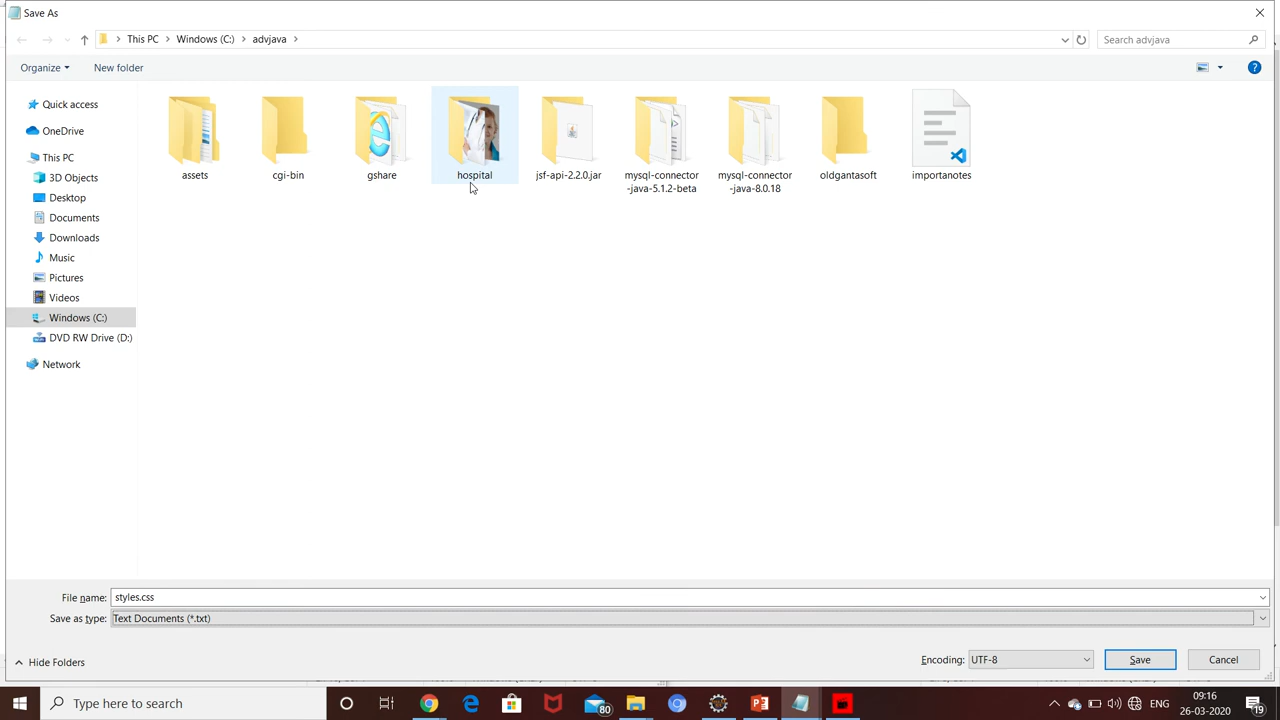 Save As
This PC
Windows (C:)
advjava
Search advjava
Organize
New folder
Quick access
OneDrive
This PC
3D Objects
Desktop
Documents
Downloads
Music
Pictures
Videos
Windows (C:)
DVD RW Drive (D:)
Network
assets
cgi-bin
gshare
hospital
jsf-api-2.2.0.jar
mysql-connector
-java-5.1.2-beta
mysql-connector
-java-8.0.18
oldgantasoft
importanotes
File name:
styles.css
Save as type:
Text Documents (*.txt)
Hide Folders
Encoding:
UTF-8
Save
Cancel
Type here to search
80
ENG
09:16
26-03-2020
19